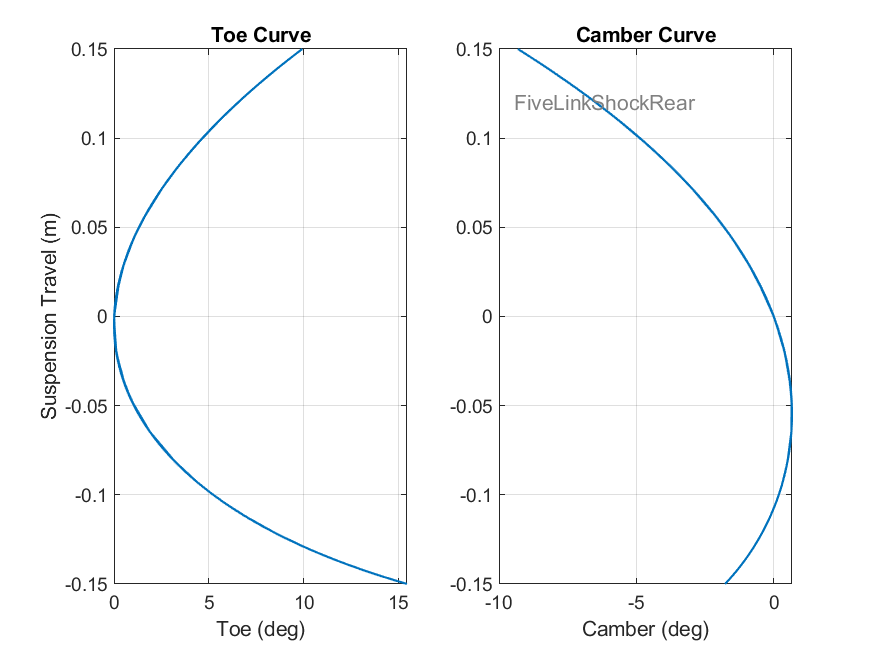 Toe Curve
Suspension Travel (m)
0.15
0.1
0.05
0
-0.05
-0.1
-0.15
0 5 10 15
Toe (deg)
Camber Curve
FiveLinkShockRear
0.15
0.1
0.05
0
-0.05
-0.1
-0.15
-10 -5 0
Camber (deg)